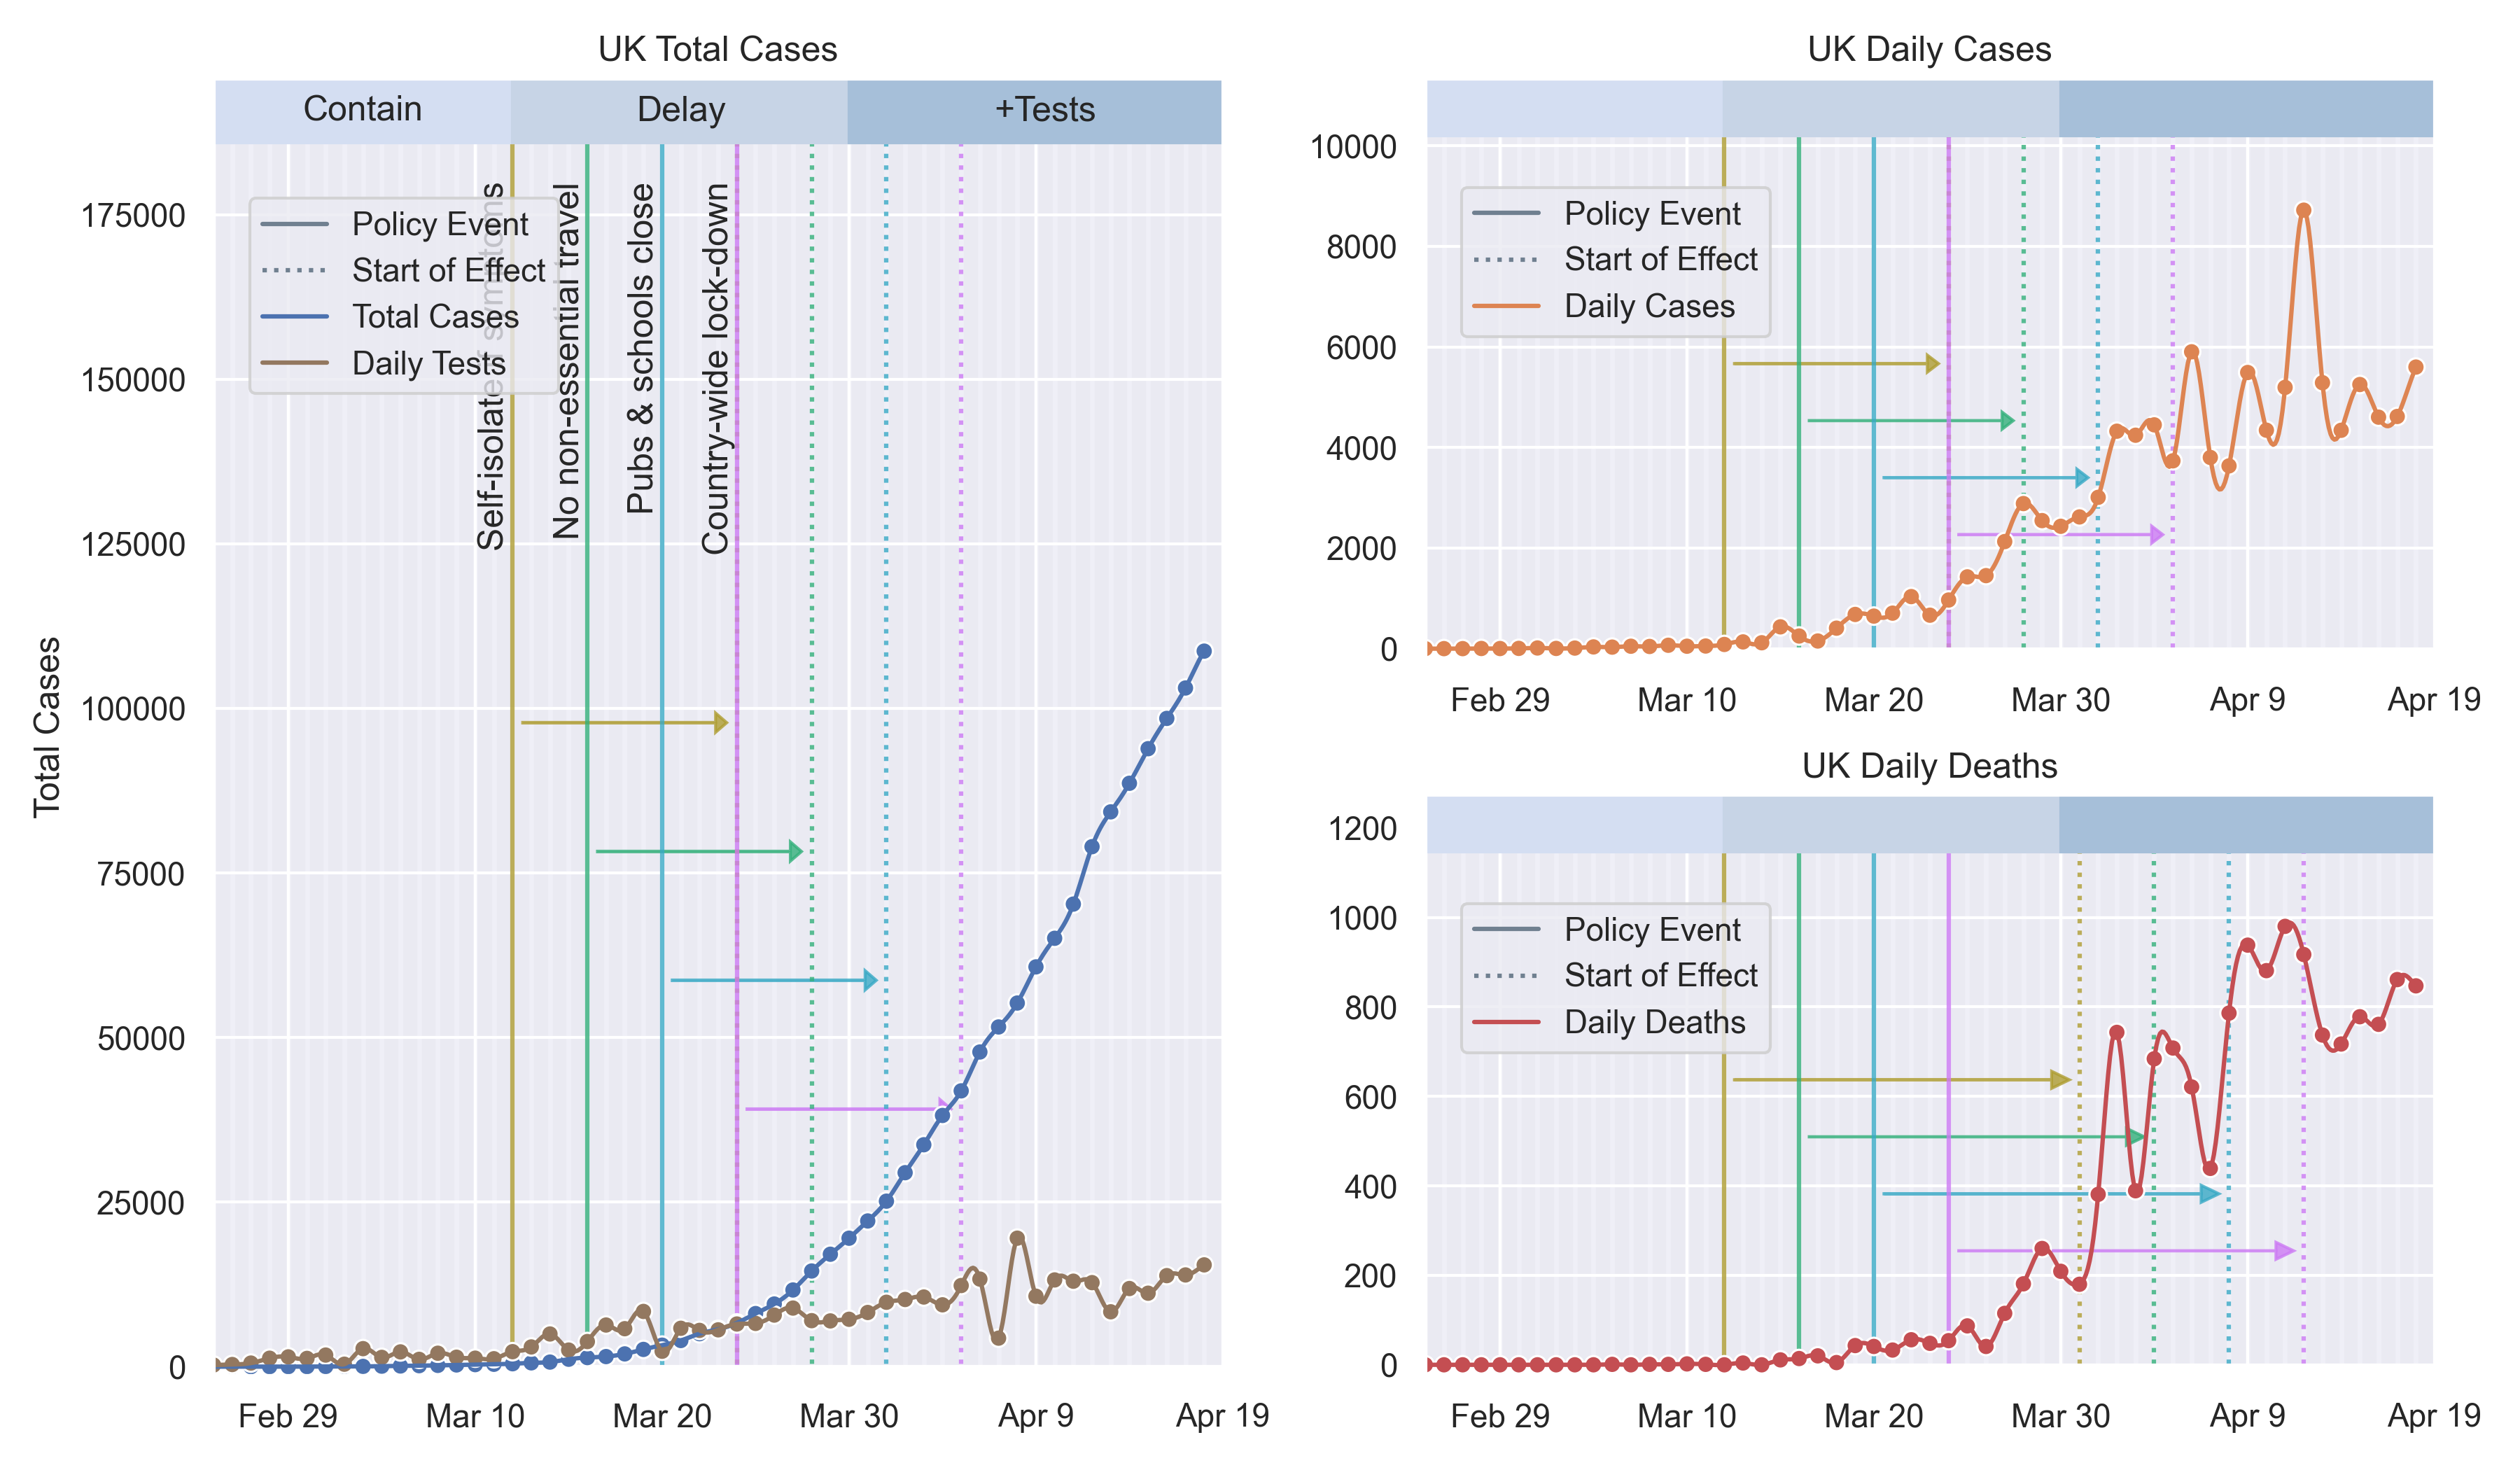 UK Total Cases
Contain
Delay
+Tests
175000
150000
125000
100000
75000
50000
25000
0
Total Cases
Policy Event
Start of Effect
Total Cases
Daily Tests
Self-isolate if symptoms
No non-essential travel
Pubs & schools close
Country-wide lock-down
Feb 29
Mar 10
Mar 20
Mar 30
Apr 9
Apr 19
UK Daily Cases
10000
8000
6000
4000
2000
0
Policy Event
Start of Effect
Daily Cases
Feb 29
Mar 10
Mar 20
Mar 30
Apr 9
Apr 19
UK Daily Deaths
1200
1000
800
600
400
200
0
Policy Event
Start of Effect
Daily Deaths
Feb 29
Mar 10
Mar 20
Mar 30
Apr 9
Apr 19